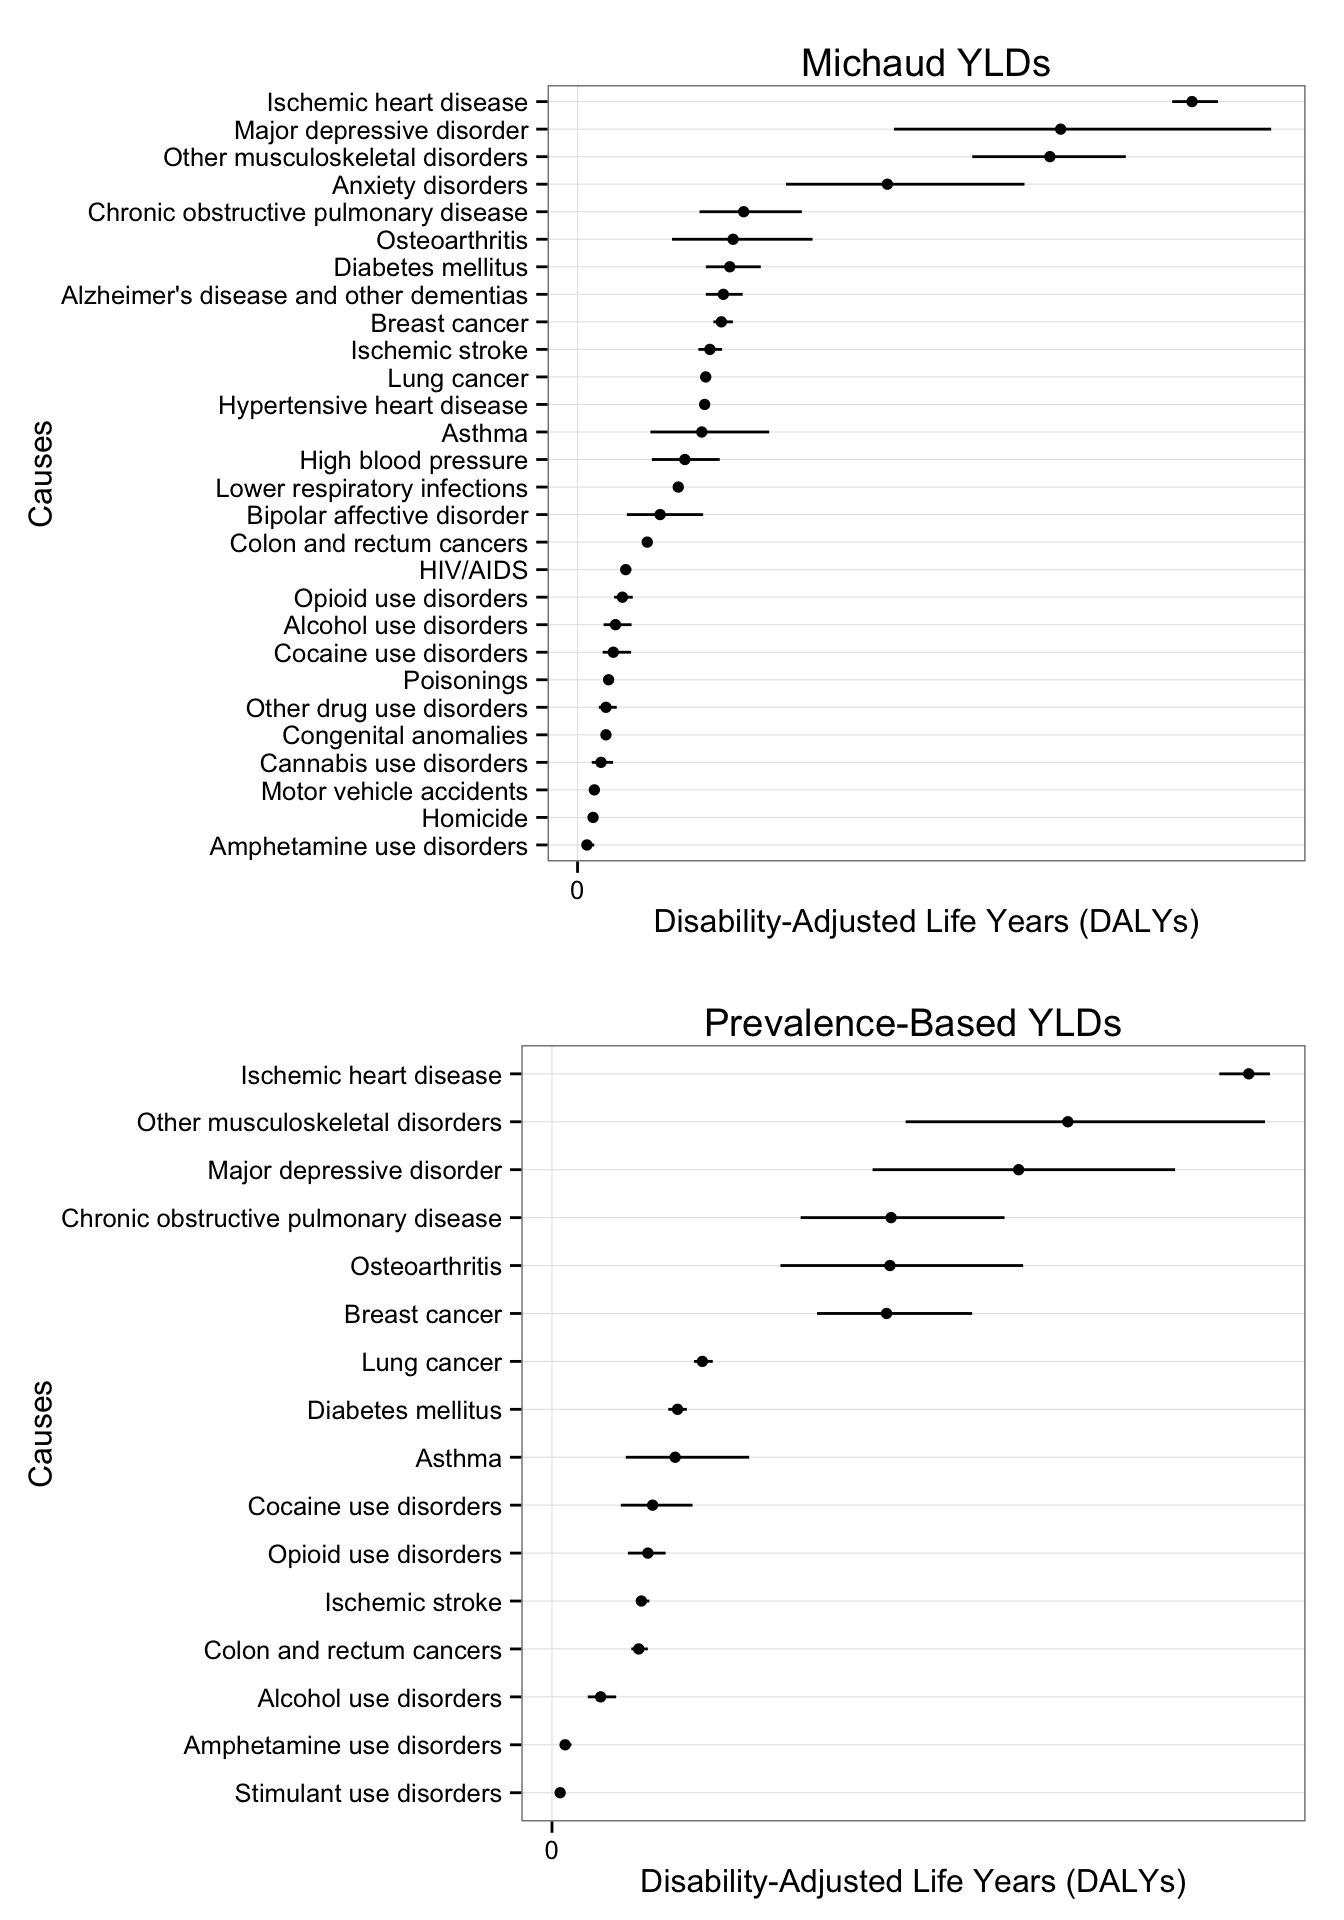 Michaud YLDs
Causes
Ischemic heart disease
Major depressive disorder
Other musculoskeletal disorders
Anxiety disorders
Chronic obstructive pulmonary disease
Osteoarthritis
Diabetes mellitus
Alzheimer's disease and other dementias
Breast cancer
Ischemic stroke
Lung cancer
Hypertensive heart disease
Asthma
High blood pressure
Lower respiratory infections
Bipolar affective disorder
Colon and rectum cancers
HIV/AIDS
Opioid use disorders
Alcohol use disorders
Cocaine use disorders
Poisonings
Other drug use disorders
Congenital anomalies
Cannabis use disorders
Motor vehicle accidents
Homicide
Amphetamine use disorders
0
Disability-Adjusted Life Years (DALYs)
Prevalence-Based YLDs
Causes
Ischemic heart disease
Other musculoskeletal disorders
Major depressive disorder
Chronic obstructive pulmonary disease
Osteoarthritis
Breast cancer
Lung cancer
Diabetes mellitus
Asthma
Cocaine use disorders
Opioid use disorders
Ischemic stroke
Colon and rectum cancers
Alcohol use disorders
Amphetamine use disorders
Stimulant use disorders
0
Disability-Adjusted Life Years (DALYs)